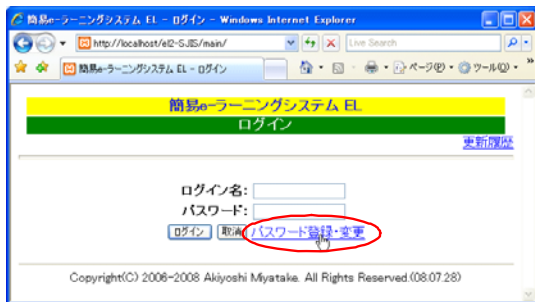 簡易e-ラーニングシステム EL - ログイン - Windows Internet Explorer
http://localhost/el2-SJIS/main/
Live Search
簡易e-ラーニングシステム EL - ログイン
ページ(P)
ツール(O)
簡易e-ラーニングシステム EL
ログイン
更新履歴
ログイン名:
パスワード:
ログイン 取消 パスワード登録・変更
Copyright(C) 2006-2008 Akiyoshi Miyatake. All Rights Reserved.(08.07.28)